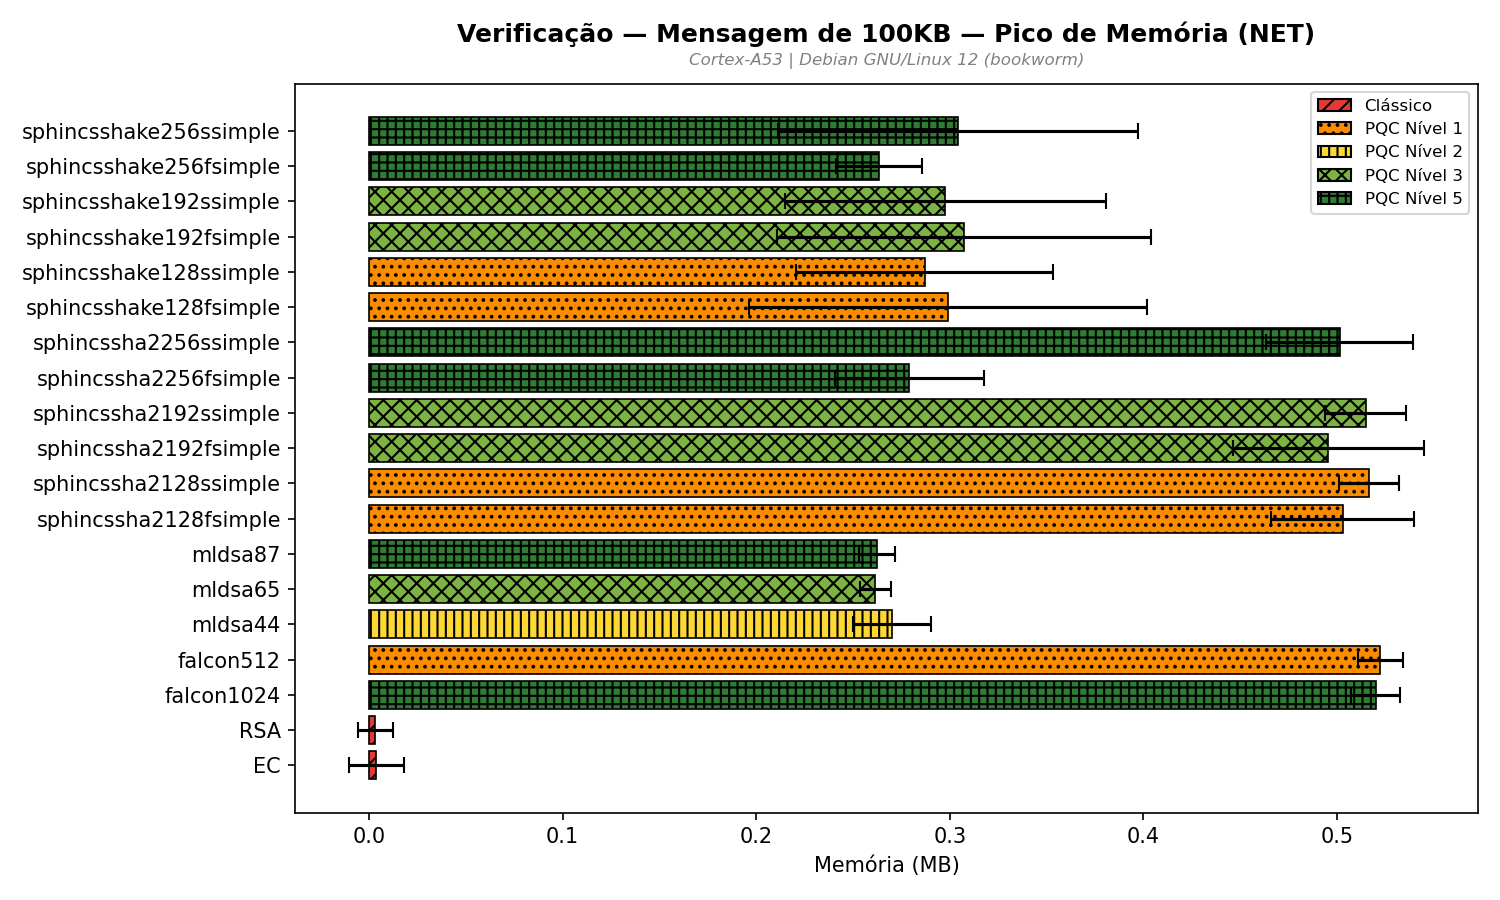 Verificação — Mensagem de 100KB — Pico de Memória (NET)
Cortex-A53 | Debian GNU/Linux 12 (bookworm)
Clássico
PQC Nível 1
PQC Nível 2
PQC Nível 3
PQC Nível 5
sphincsshake256ssimple
sphincsshake256fsimple
sphincsshake192ssimple
sphincsshake192fsimple
sphincsshake128ssimple
sphincsshake128fsimple
sphincssha2256ssimple
sphincssha2256fsimple
sphincssha2192ssimple
sphincssha2192fsimple
sphincssha2128ssimple
sphincssha2128fsimple
mldsa87
mldsa65
mldsa44
falcon512
falcon1024
RSA
EC
0.0 0.1 0.2 0.3 0.4 0.5
Memória (MB)